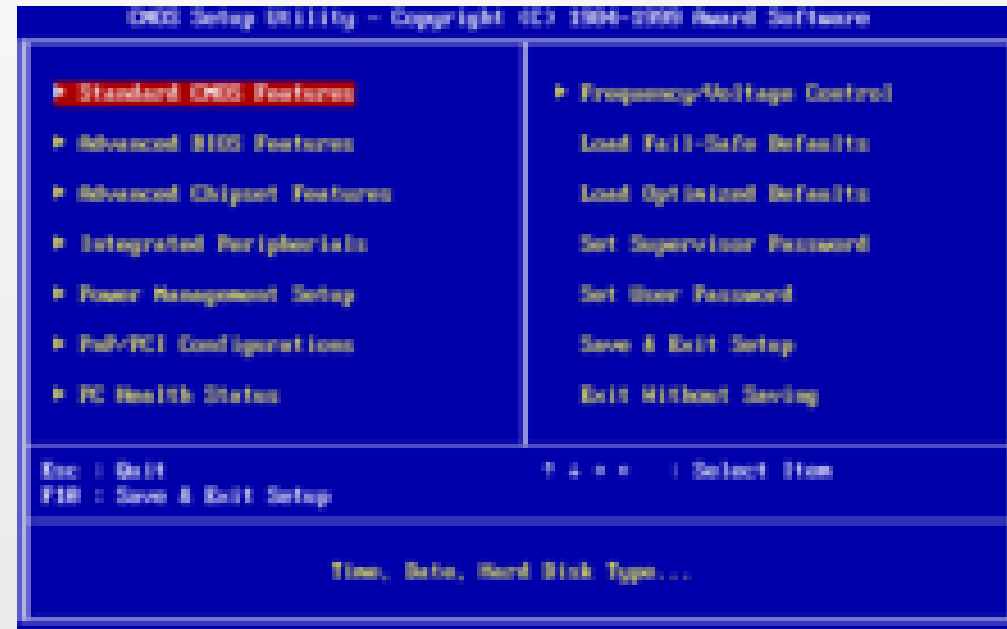 CMOS Setup Utility - Copyright (C) 1984-1999 Award Software
Standard CMOS Features
Advanced BIOS Features
Advanced Chipset Features
Integrated Peripherials
Power Management Setup
PnP/PCI Configurations
PC Health Status
Frequency/Voltage Control
Load Fail-Safe Defaults
Load Optimized Defaults
Set Supervisor Password
Set User Password
Save & Exit Setup
Exit Without Saving
Esc : Quit
F10 : Save & Exit Setup
: Select Item
Time, Date, Hard Disk Type...